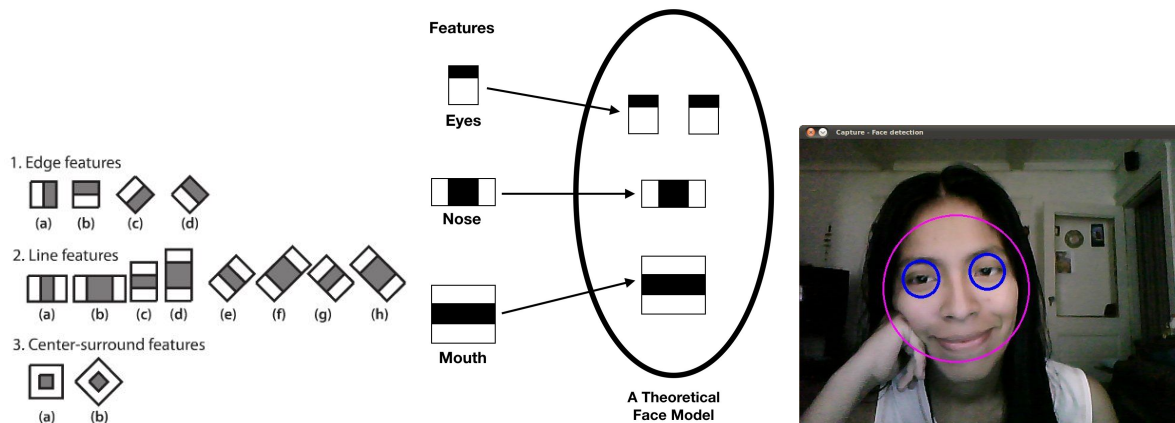 1. Edge features
(a) (b) (c) (d)
2. Line features
(a) (b) (c) (d) (e) (f) (g) (h)
3. Center-surround features
(a) (b)
Features
Eyes
Nose
Mouth
A Theoretical
Face Model
Capture - Face detection